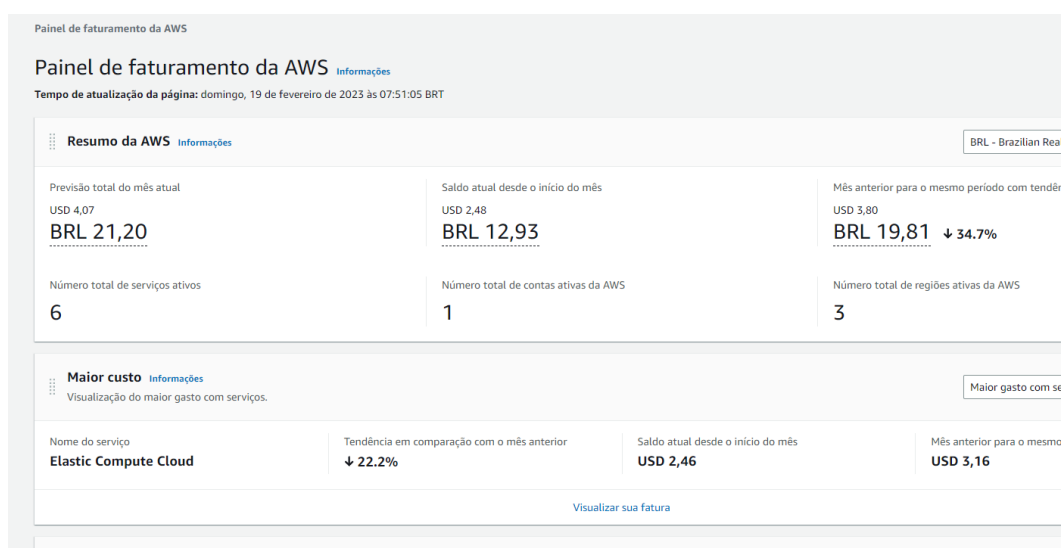 Painel de faturamento da AWS
Painel de faturamento da AWS Informações
Tempo de atualização da página: domingo, 19 de fevereiro de 2023 às 07:51:05 BRT
Resumo da AWS Informações
BRL - Brazilian Rea
Previsão total do mês atual
USD 4,07
BRL 21,20
Saldo atual desde o início do mês
USD 2,48
BRL 12,93
Mês anterior para o mesmo período com tendê
USD 3,80
BRL 19,81 ↓ 34.7%
Número total de serviços ativos
6
Número total de contas ativas da AWS
1
Número total de regiões ativas da AWS
3
Maior custo Informações
Visualização do maior gasto com serviços.
Maior gasto com se
Nome do serviço
Elastic Compute Cloud
Tendência em comparação com o mês anterior
↓ 22.2%
Saldo atual desde o início do mês
USD 2,46
Mês anterior para o mesmo
USD 3,16
Visualizar sua fatura